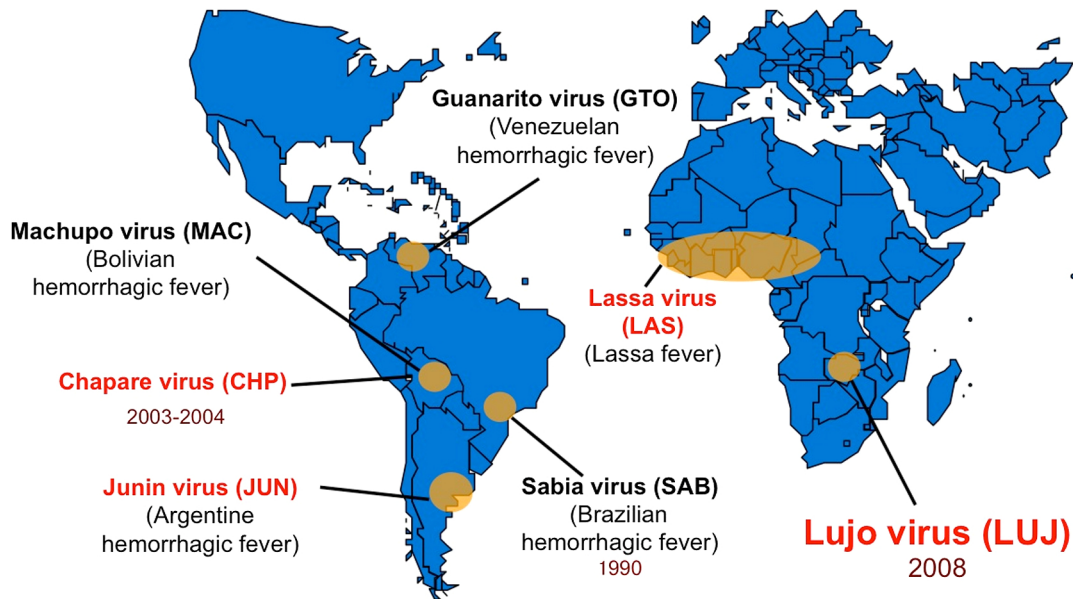 Guanarito virus (GTO)
(Venezuelan
hemorrhagic fever)
Machupo virus (MAC)
(Bolivian
hemorrhagic fever)
Lassa virus
(LAS)
(Lassa fever)
Chapare virus (CHP)
2003-2004
Junin virus (JUN)
(Argentine
hemorrhagic fever)
Sabia virus (SAB)
(Brazilian
hemorrhagic fever)
1990
Lujo virus (LUJ)
2008